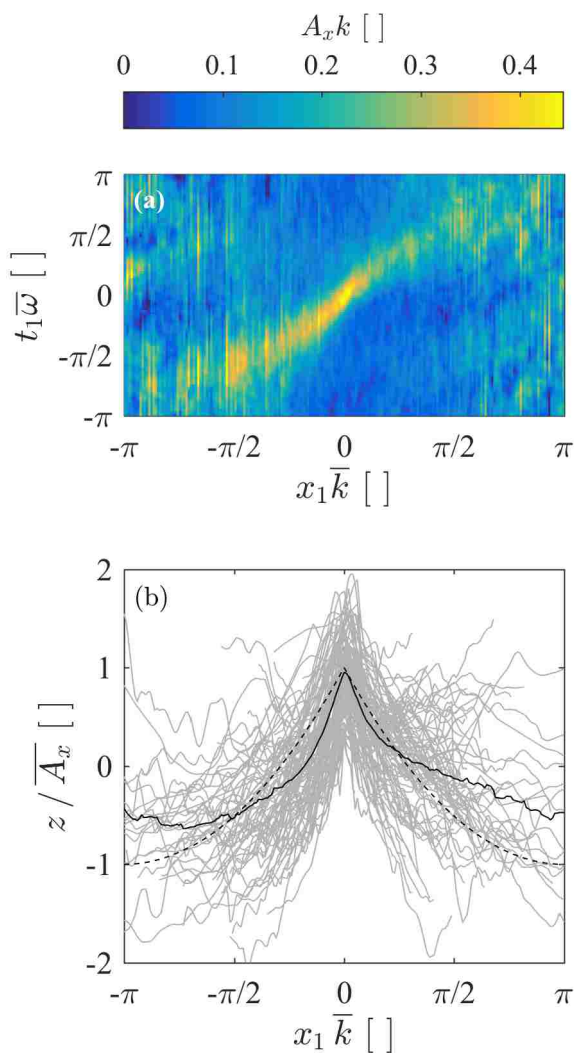 A_x k [ ]
0 0.1 0.2 0.3 0.4
(a)
π
π/2
0
-π/2
-π
t_1 ω̅ [ ]
-π -π/2 0 π/2 π
x_1 k̅ [ ]
(b)
2
1
0
-1
-2
z / A̅_x̅ [ ]
-π -π/2 0 π/2 π
x_1 k̅ [ ]